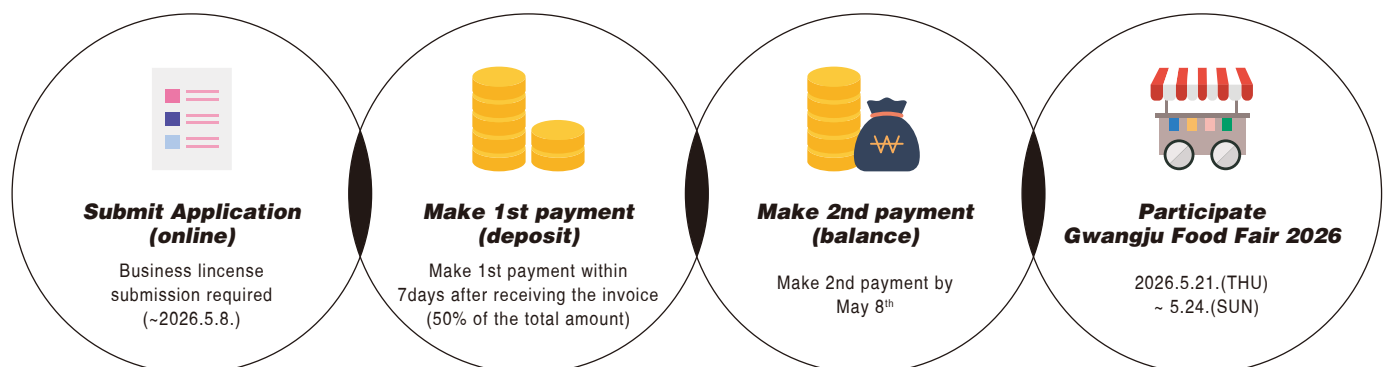 Submit Application
(online)
Business lincense
submission required
(~2026.5.8.)
Make 1st payment
(deposit)
Make 1st payment within
7days after receiving the invoice
(50% of the total amount)
Make 2nd payment
(balance)
Make 2nd payment by
May 8th
Participate
Gwangju Food Fair 2026
2026.5.21.(THU)
~ 5.24.(SUN)